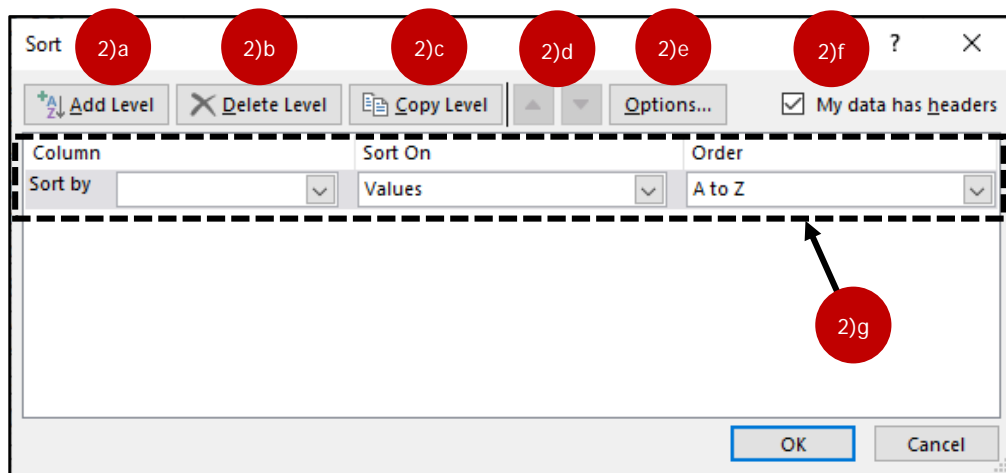 Sort 2)a 2)b 2)c 2)d 2)e 2)f ? ×
Add Level Delete Level Copy Level Options... My data has headers
Column Sort On Order
Sort by Values A to Z
2)g
OK Cancel